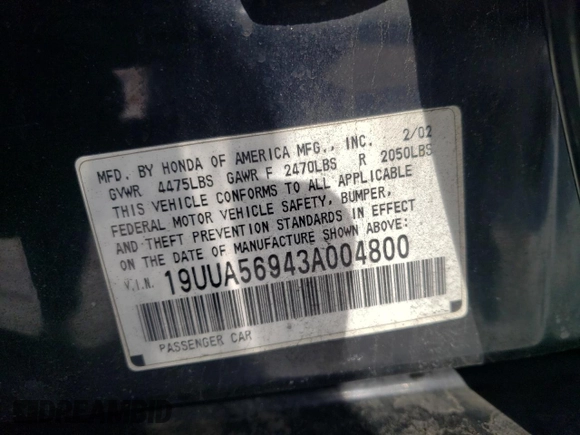 MFD. BY HONDA OF AMERICA MFG., INC. 2/02
GVWR 4475LBS GAWR F 2470LBS R 2050LBS
THIS VEHICLE CONFORMS TO ALL APPLICABLE
FEDERAL MOTOR VEHICLE SAFETY, BUMPER,
AND THEFT PREVENTION STANDARDS IN EFFECT
ON THE DATE OF MANUFACTURE SHOWN ABOVE.
V.I.N. 19UUA56943A004800
PASSENGER CAR
DREAMBID